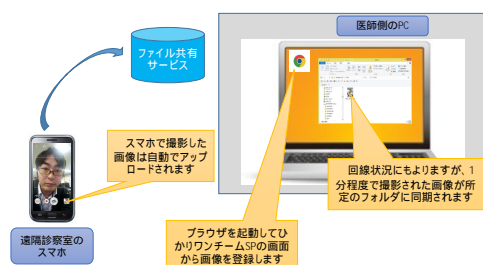 医師側のPC
ファイル共有
サービス
スマホで撮影した
画像は自動でアップ
ロードされます
回線状況にもよりますが、1
分程度で撮影された画像が所
定のフォルダに同期されます
ブラウザを起動してひ
かりワンチームSPの画面
から画像を登録します
遠隔診察室の
スマホ